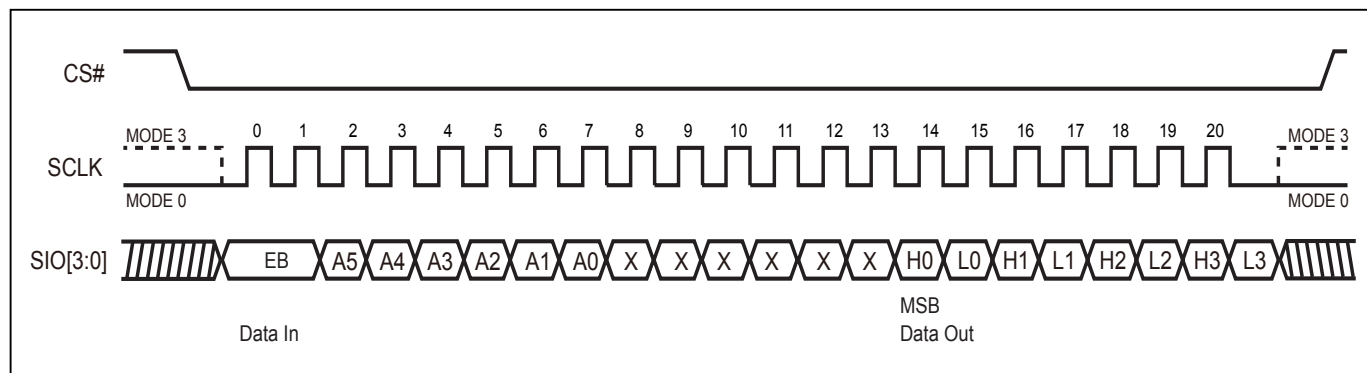 CS#
MODE 3
0 1 2 3 4 5 6 7 8 9 10 11 12 13 14 15 16 17 18 19 20
MODE 3
SCLK
MODE 0
MODE 0
SIO[3:0]
EB A5 A4 A3 A2 A1 A0 X X X X X X H0 L0 H1 L1 H2 L2 H3 L3
MSB
Data In
Data Out